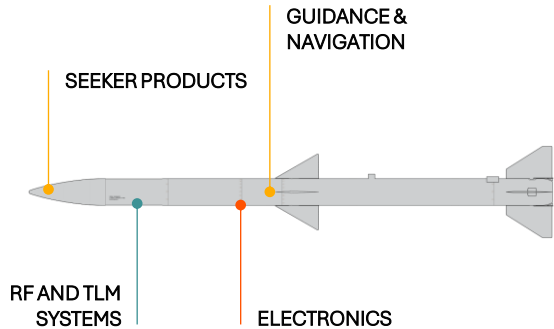 GUIDANCE &
NAVIGATION
SEEKER PRODUCTS
RF AND TLM
SYSTEMS
ELECTRONICS